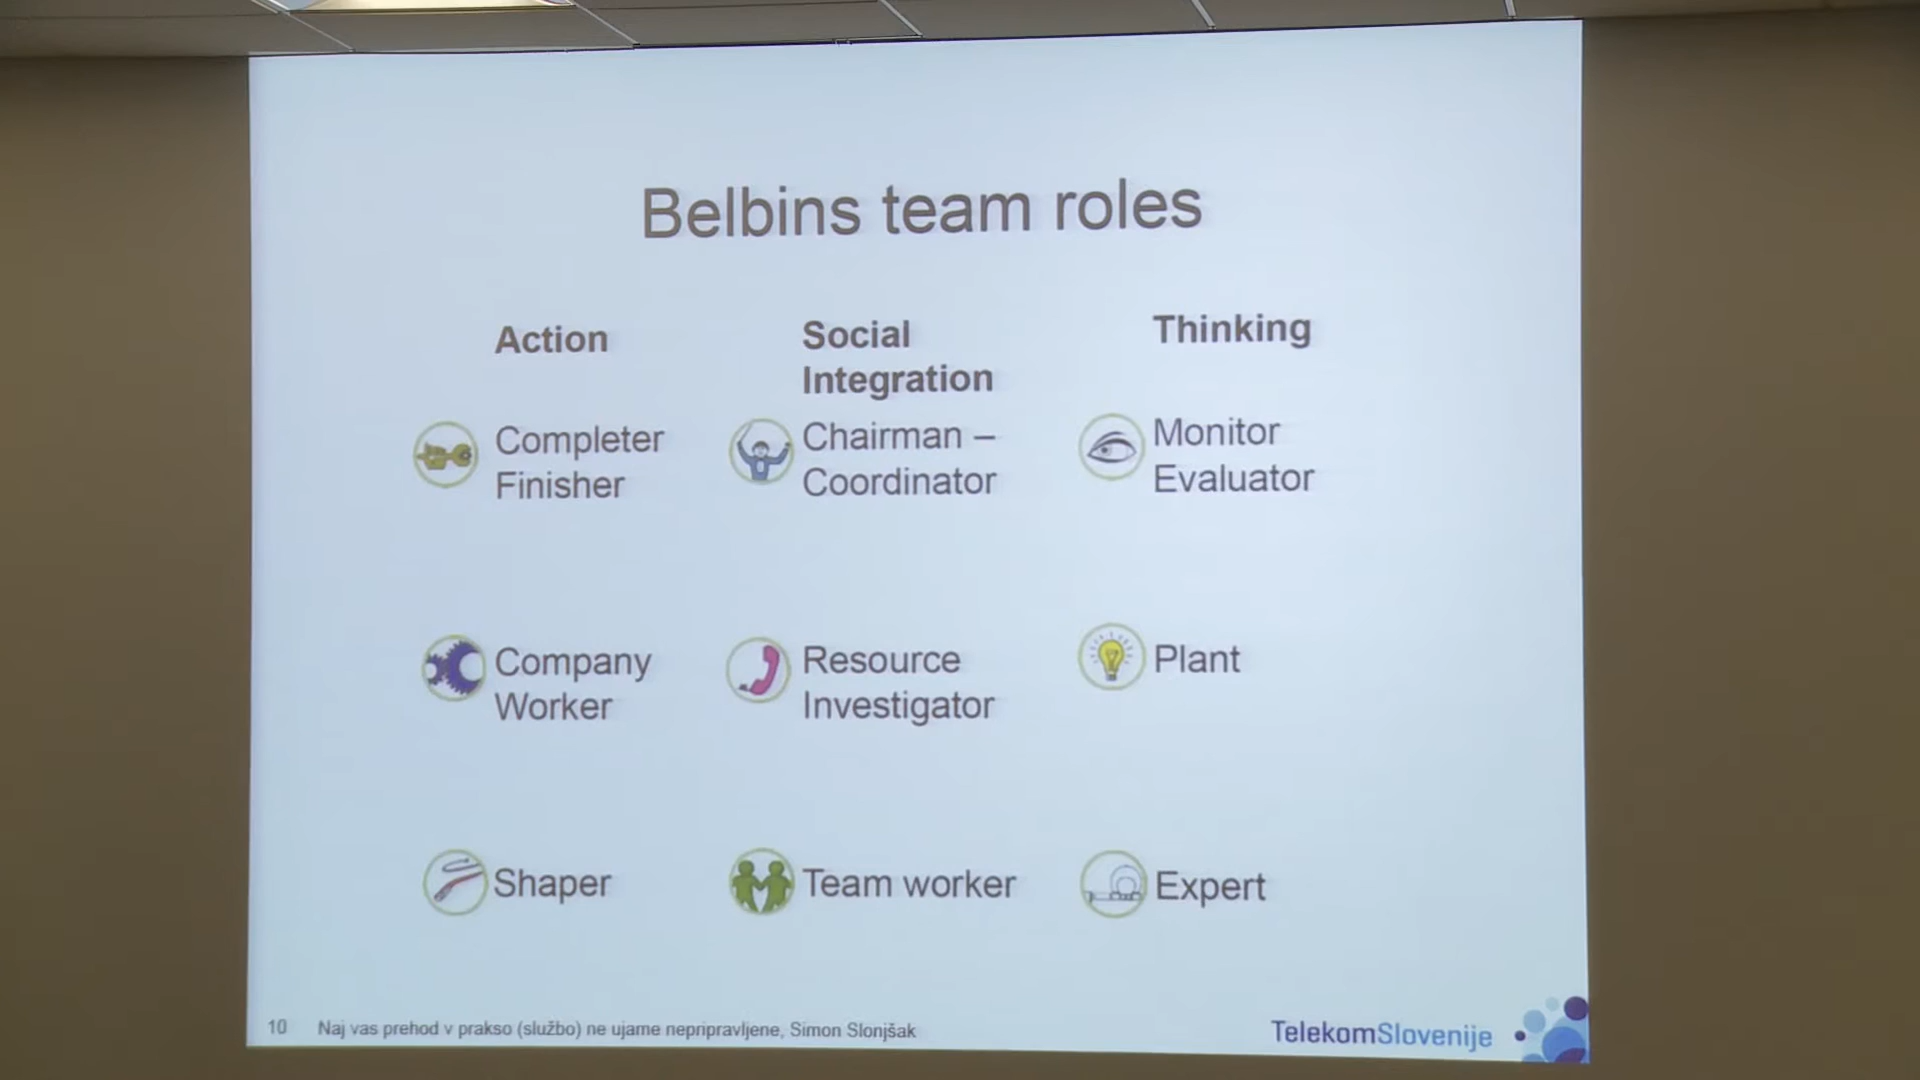 Belbins team roles
Action
Social
Integration
Thinking
Completer
Finisher
Chairman –
Coordinator
Monitor
Evaluator
Company
Worker
Resource
Investigator
Plant
Shaper
Team worker
Expert
10 Naj vas prehod v prakso (službo) ne ujame nepripravljene, Simon Slonjšak
TelekomSlovenije